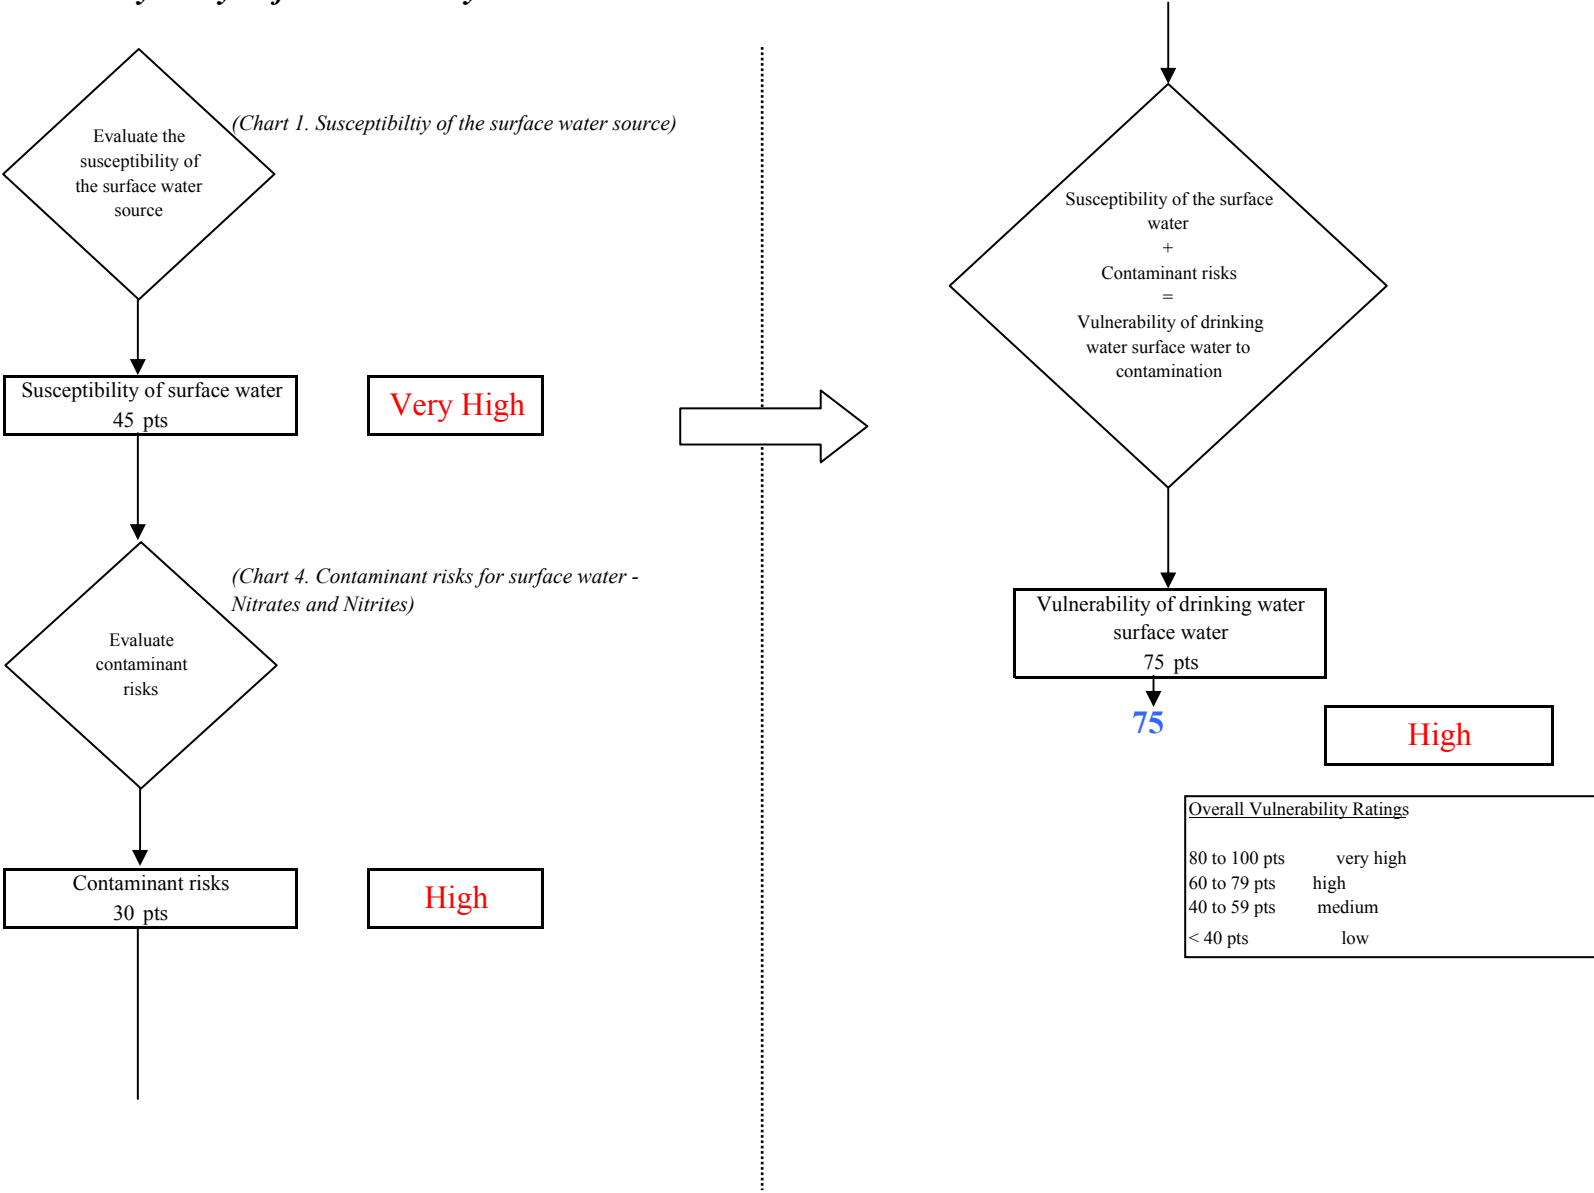 Evaluate the
susceptibility of
the surface water
source
(Chart 1. Susceptibiltiy of the surface water source)
Susceptibility of surface water
45 pts
Very High
(Chart 4. Contaminant risks for surface water -
Nitrates and Nitrites)
Evaluate
contaminant
risks
Contaminant risks
30 pts
High
Susceptibility of the surface
water
+
Contaminant risks
=
Vulnerability of drinking
water surface water to
contamination
Vulnerability of drinking water
surface water
75 pts
75
High
Overall Vulnerability Ratings
80 to 100 pts very high
60 to 79 pts high
40 to 59 pts medium
< 40 pts low